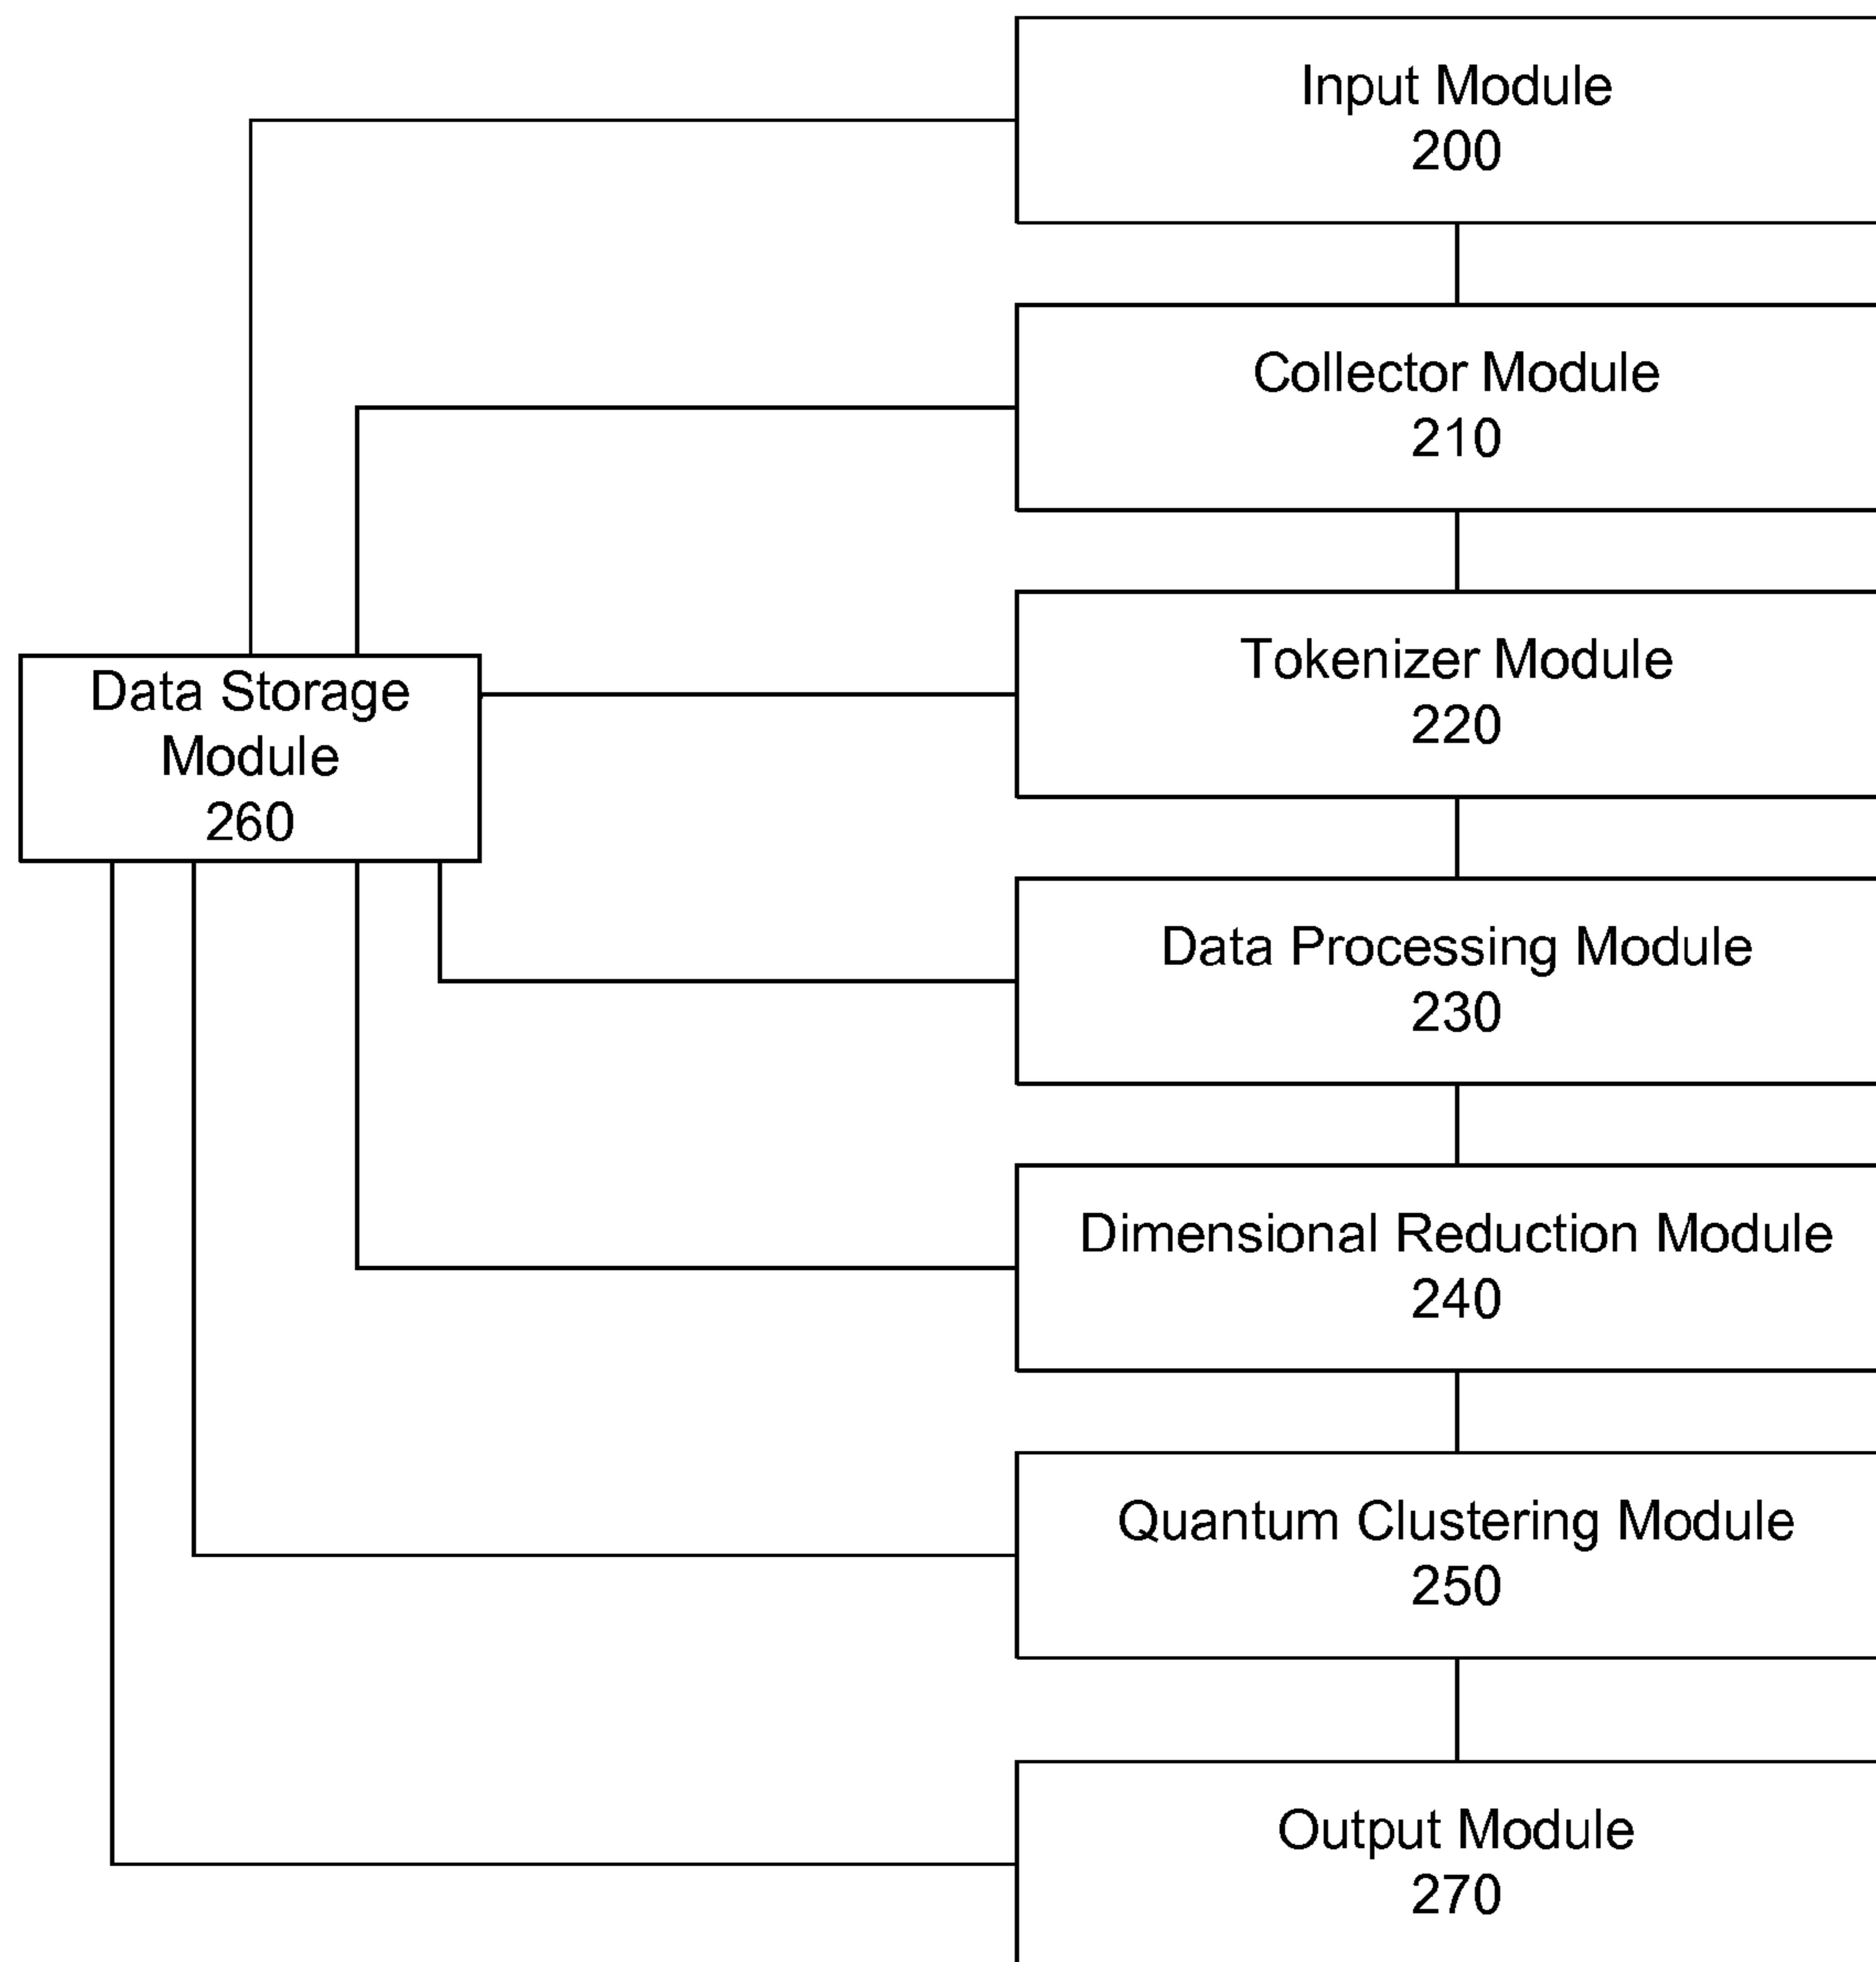 Input Module
200
Collector Module
210
Tokenizer Module
220
Data Storage
Module
260
Data Processing Module
230
Dimensional Reduction Module
240
Quantum Clustering Module
250
Output Module
270